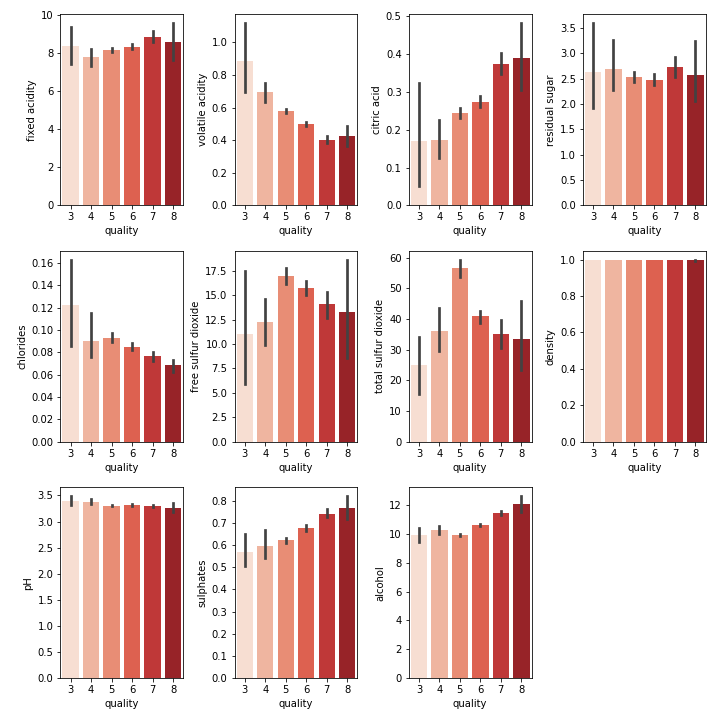 fixed acidity
10
8
6
4
2
0
3 4 5 6 7 8
quality
volatile acidity
1.0
0.8
0.6
0.4
0.2
0.0
3 4 5 6 7 8
quality
citric acid
0.5
0.4
0.3
0.2
0.1
0.0
3 4 5 6 7 8
quality
residual sugar
3.5
3.0
2.5
2.0
1.5
1.0
0.5
0.0
3 4 5 6 7 8
quality
chlorides
0.16
0.14
0.12
0.10
0.08
0.06
0.04
0.02
0.00
3 4 5 6 7 8
quality
free sulfur dioxide
17.5
15.0
12.5
10.0
7.5
5.0
2.5
0.0
3 4 5 6 7 8
quality
total sulfur dioxide
60
50
40
30
20
10
0
3 4 5 6 7 8
quality
density
1.0
0.8
0.6
0.4
0.2
0.0
3 4 5 6 7 8
quality
pH
3.5
3.0
2.5
2.0
1.5
1.0
0.5
0.0
3 4 5 6 7 8
quality
sulphates
0.8
0.7
0.6
0.5
0.4
0.3
0.2
0.1
0.0
3 4 5 6 7 8
quality
alcohol
12
10
8
6
4
2
0
3 4 5 6 7 8
quality